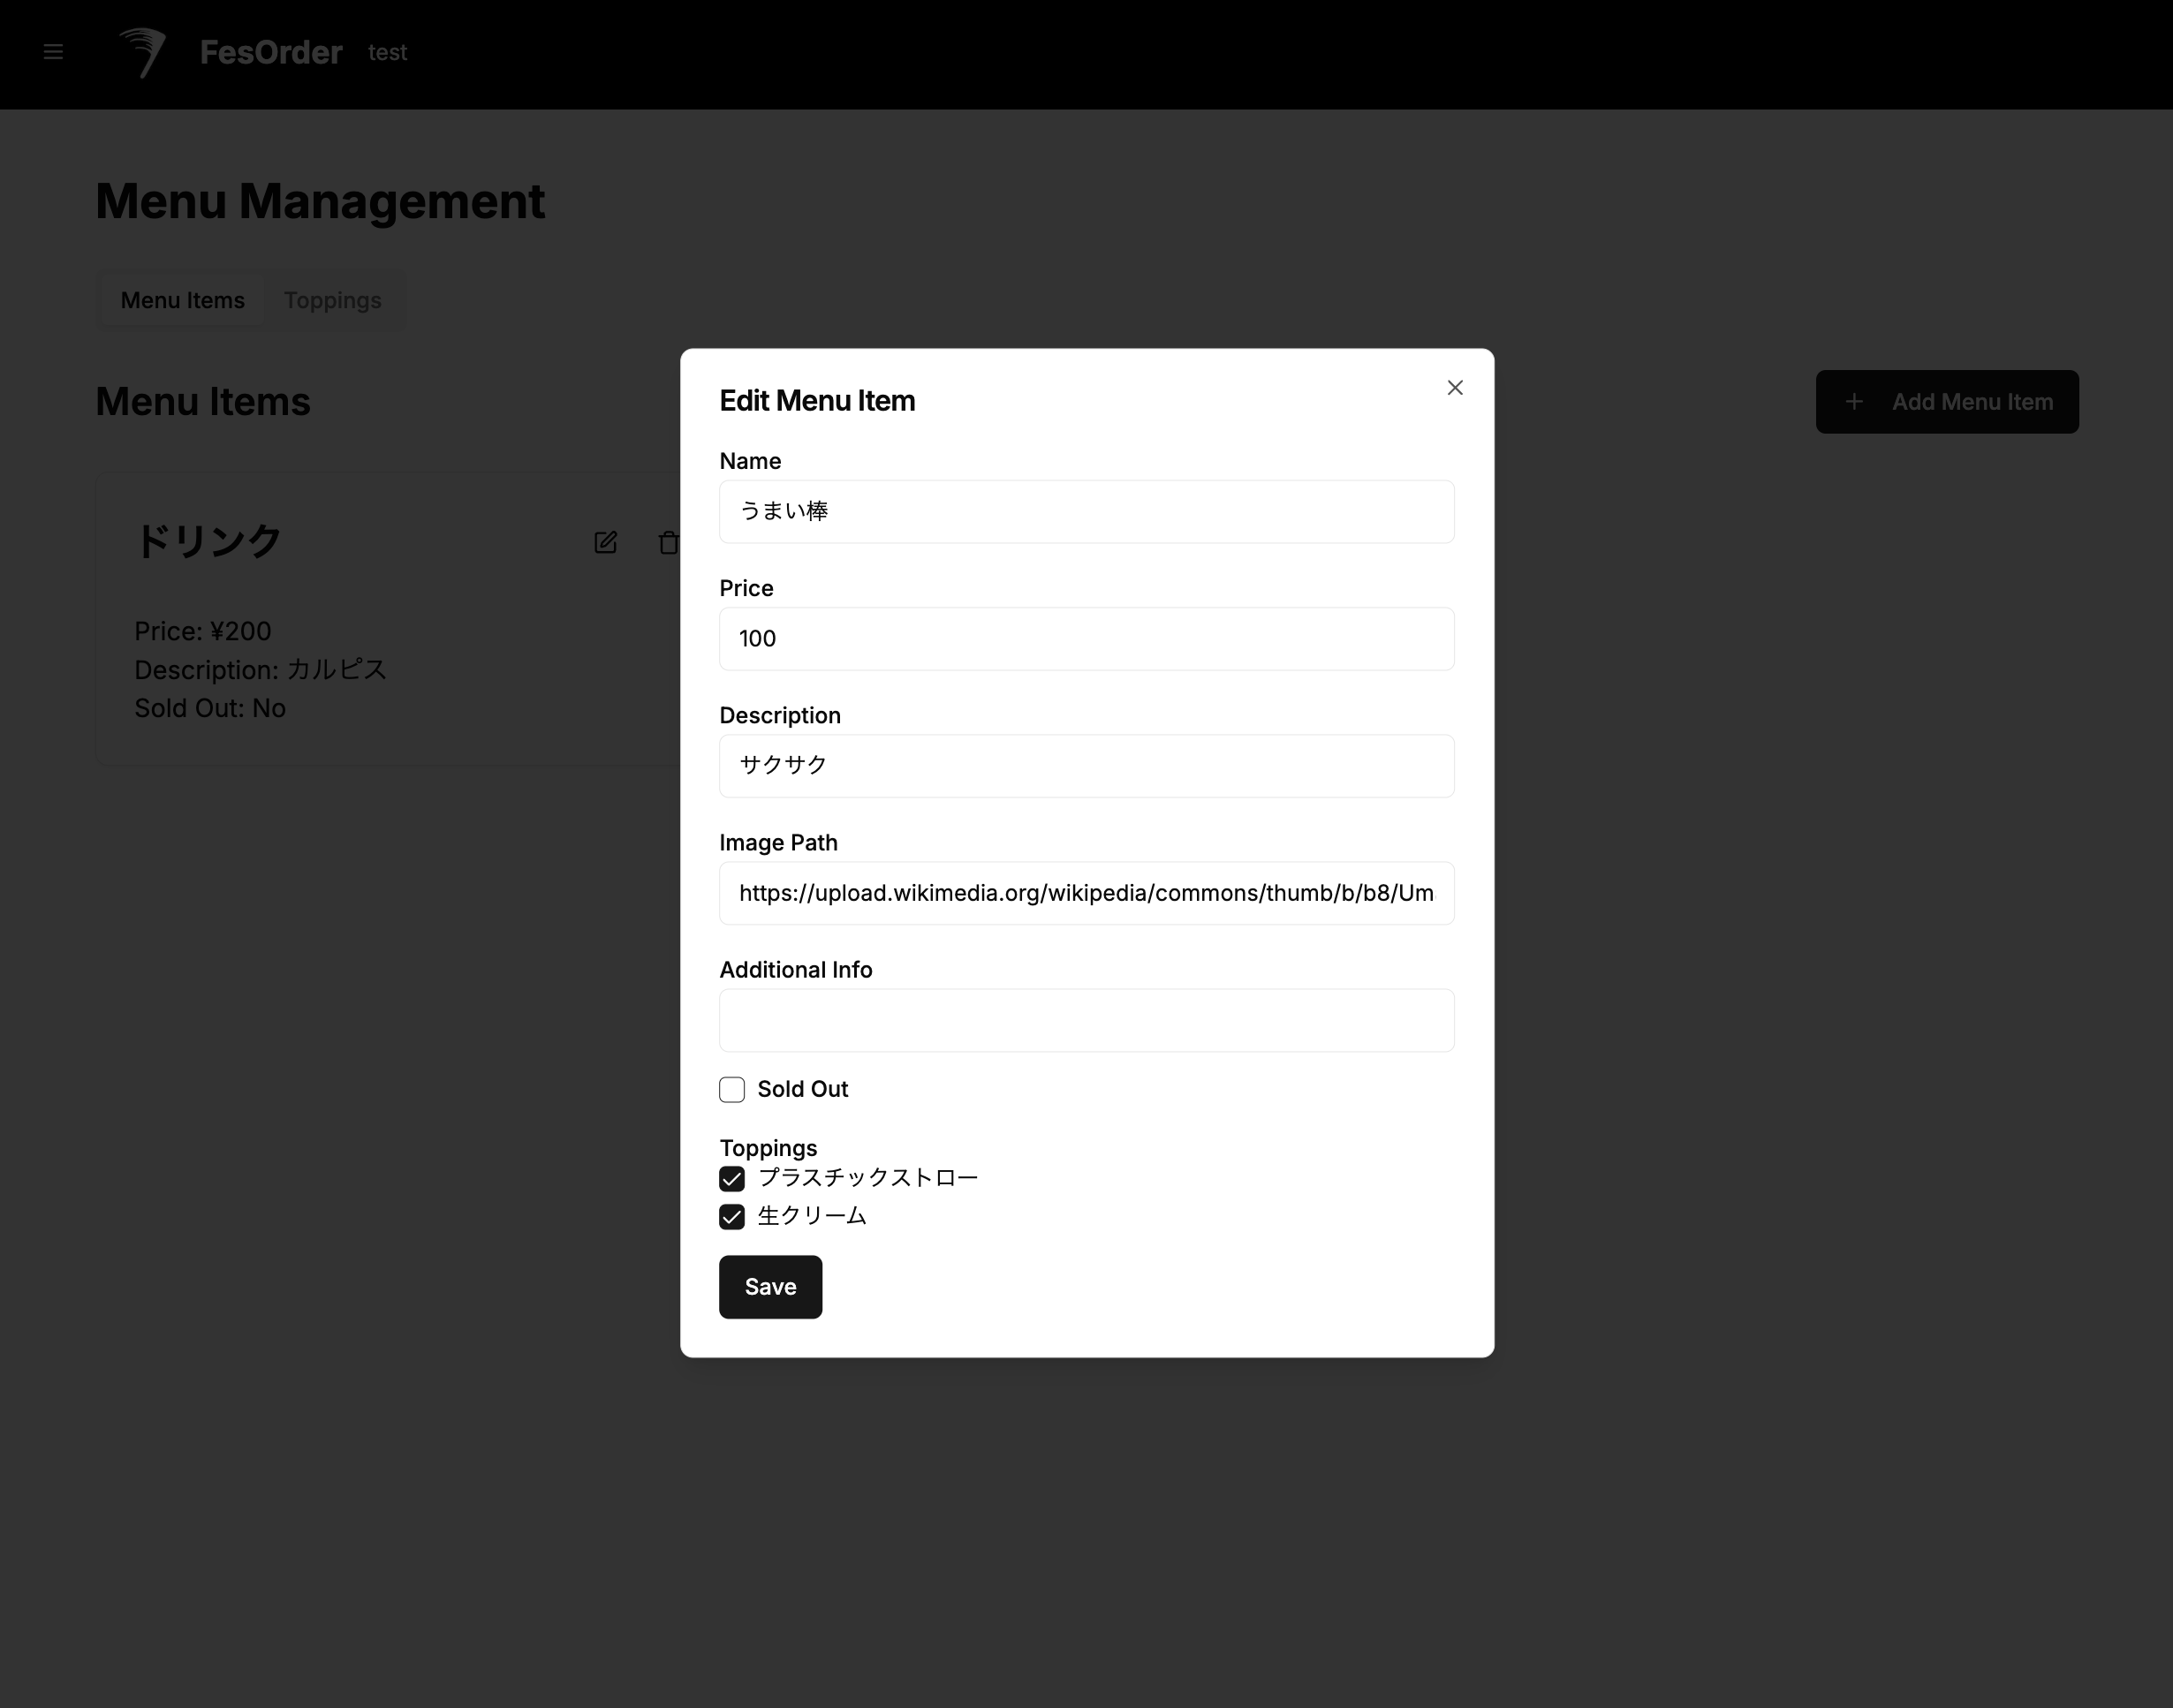 FesOrder test
Menu Management
Menu Items Toppings
Menu Items
Add Menu Item
ドリンク
Price: ¥200
Description: カルピス
Sold Out: No
Edit Menu Item
Name
うまい棒
Price
100
Description
サクサク
Image Path
https://upload.wikimedia.org/wikipedia/commons/thumb/b/b8/Um
Additional Info
Sold Out
Toppings
プラスチックストロー
生クリーム
Save